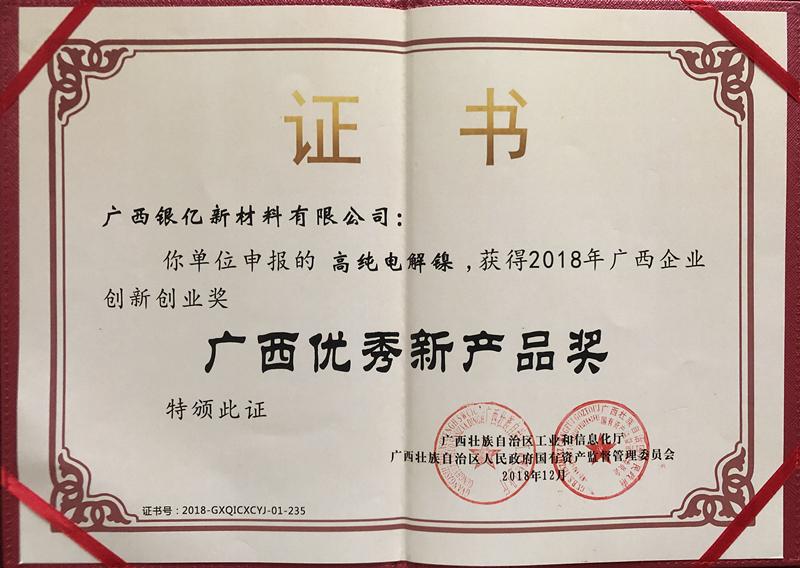 证 书
广西银亿新材料有限公司：
你单位申报的 高纯电解镍，获得2018年广西企业
创新创业奖
广西优秀新产品奖
特颁此证
广西壮族自治区工业和信息化厅
广西壮族自治区人民政府国有资产监督管理委员会
2018年12月
证书号：2018-GXQICXCYJ-01-235